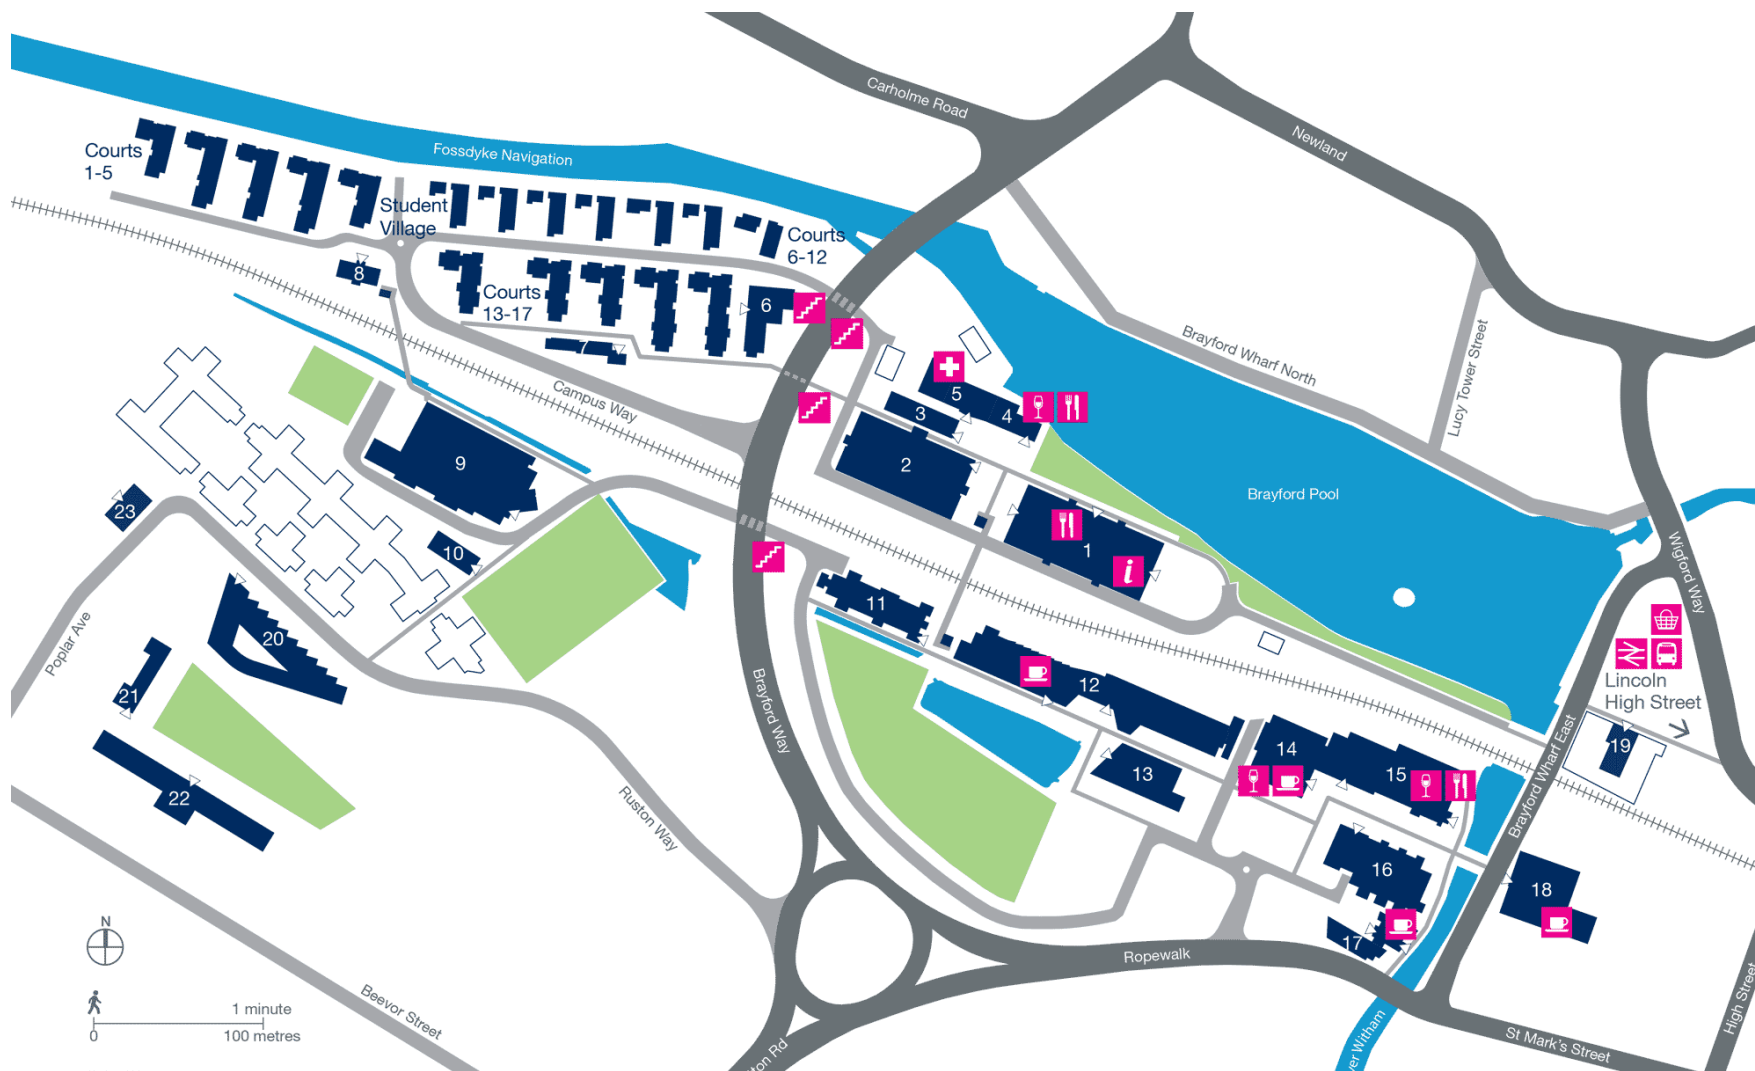 Carholme Road
Newland
Fossdyke Navigation
Courts
1-5
Student
Village
Courts
6-12
8
Courts
13-17
6
7
Brayford Wharf North
Lucy Tower Street
Campus Way
5
3
4
9
2
Brayford Pool
23
10
1
i
Wigford Way
11
20
Poplar Ave
21
12
Brayford Way
Lincoln
High Street
13
14
15
19
Brayford Wharf East
22
Ruston Way
16
18
17
N
Ropewalk
1 minute
0
100 metres
Beevor Street
High Street
St Mark's Street
Witham
Rd